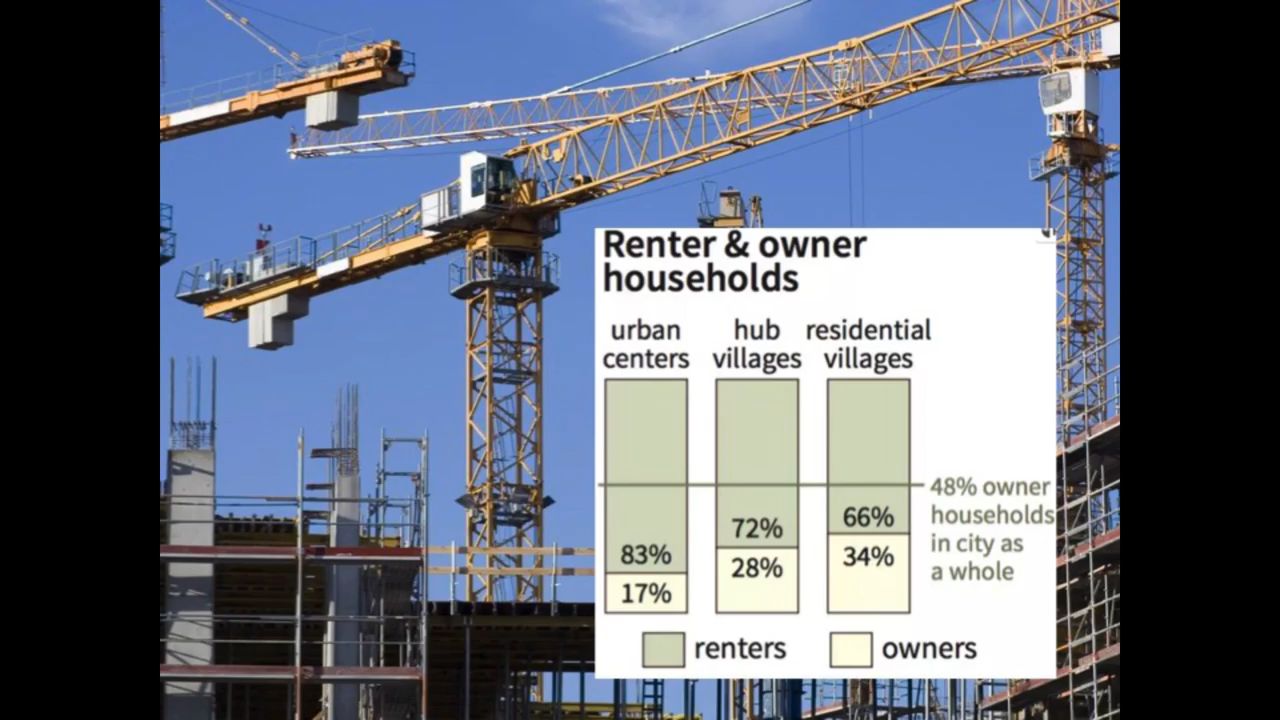 Renter & owner
households
urban
centers
hub
villages
residential
villages
83%
17%
72%
28%
66%
34%
48% owner
households
in city as
a whole
renters
owners